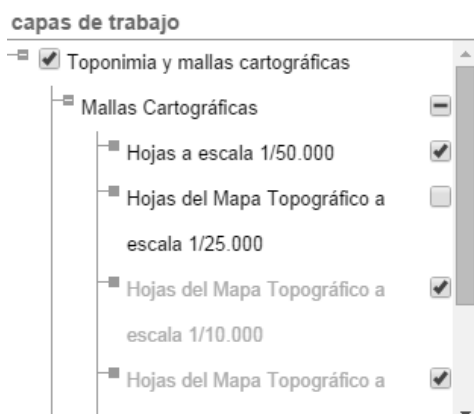 capas de trabajo
Toponimia y mallas cartográficas
Mallas Cartográficas
Hojas a escala 1/50.000
Hojas del Mapa Topográfico a
escala 1/25.000
Hojas del Mapa Topográfico a
escala 1/10.000
Hojas del Mapa Topográfico a